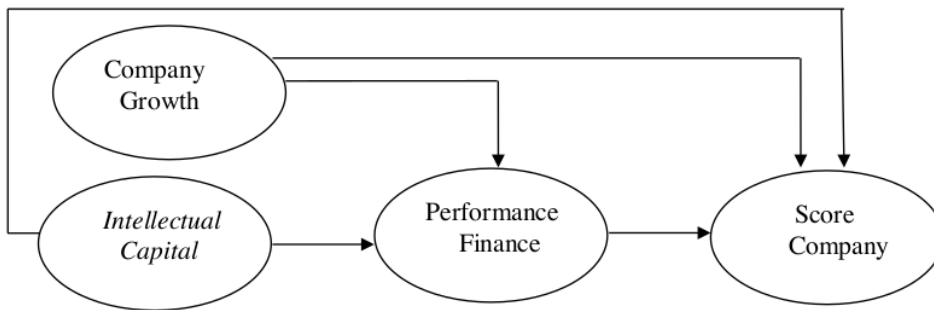 Company
Growth
Intellectual
Capital
Performance
Finance
Score
Company